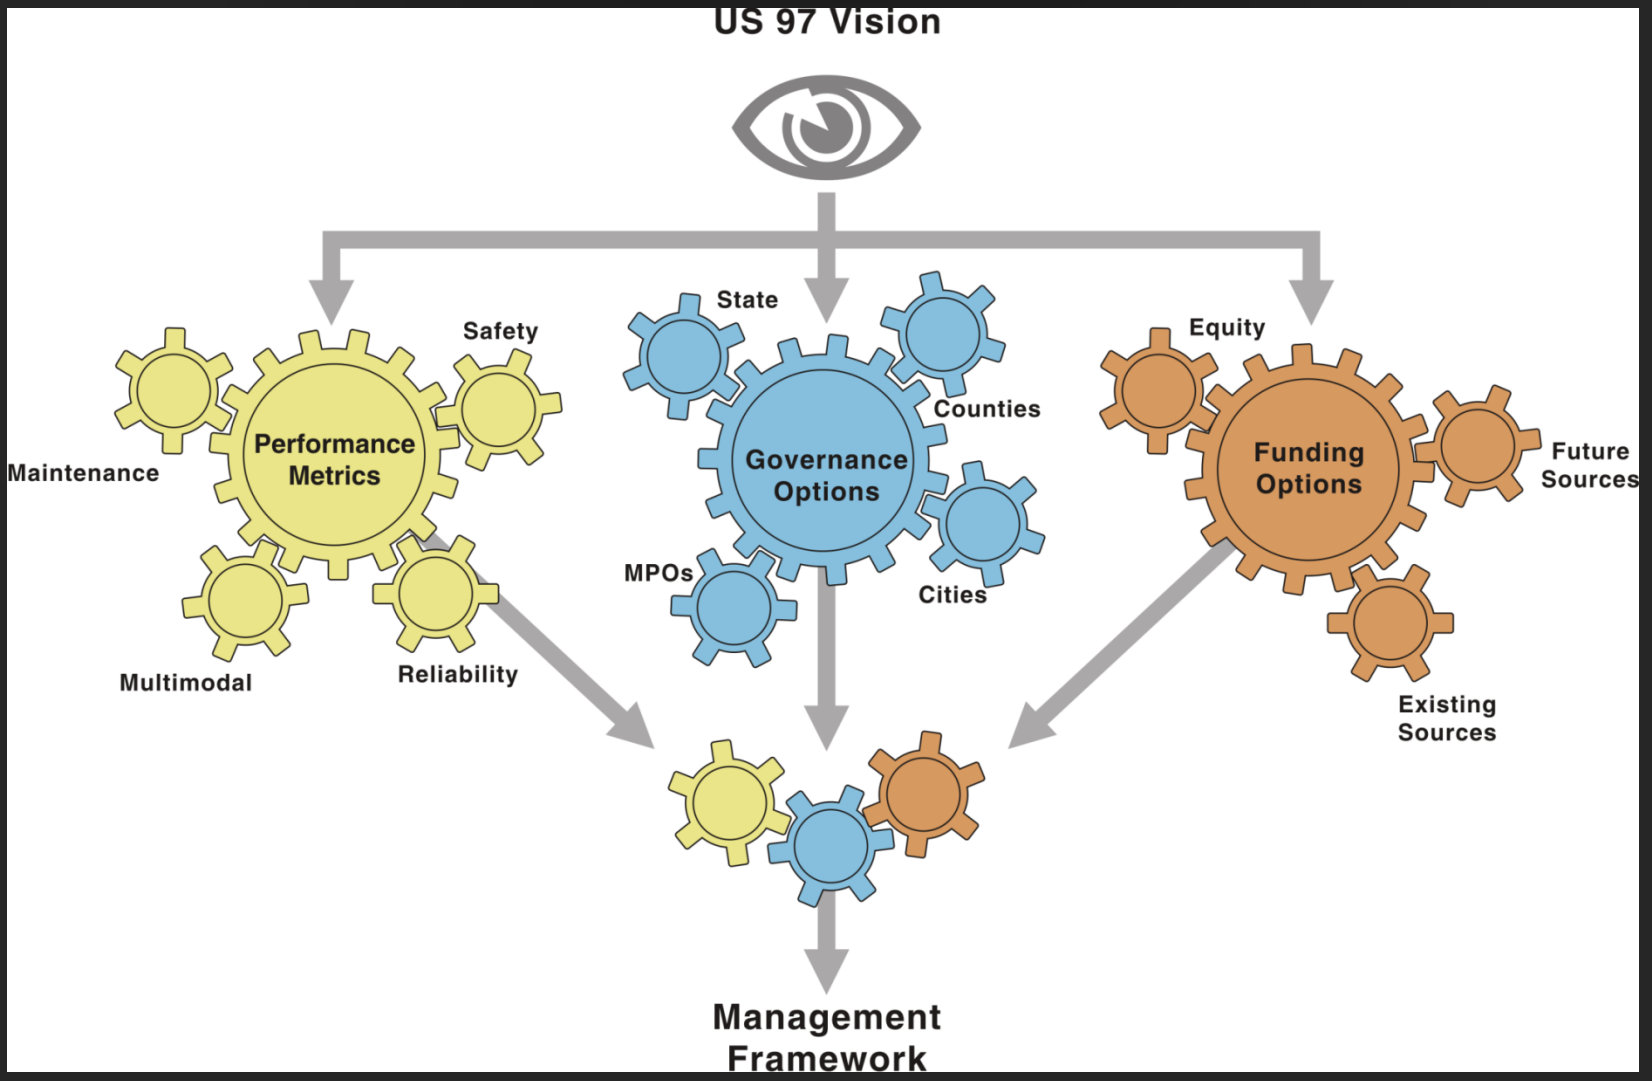 US 97 Vision
State
Safety
Equity
Counties
Performance
Metrics
Governance
Options
Funding
Options
Future
Sources
Maintenance
MPOs
Cities
Multimodal
Reliability
Existing
Sources
Management
Framework